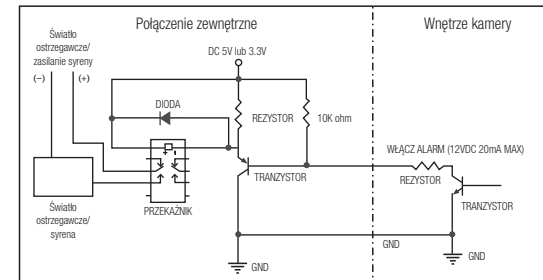 Połączenie zewnętrzne
Wnętrze kamery
Światło
ostrzegawcze/
zasilanie syreny
(−)
(+)
DC 5V lub 3.3V
DIODA
REZYSTOR
10K ohm
WŁĄCZ ALARM (12VDC 20mA MAX)
TRANZYSTOR
REZYSTOR
TRANZYSTOR
Światło
ostrzegawcze/
syrena
PRZEKAŹNIK
GND
GND
GND